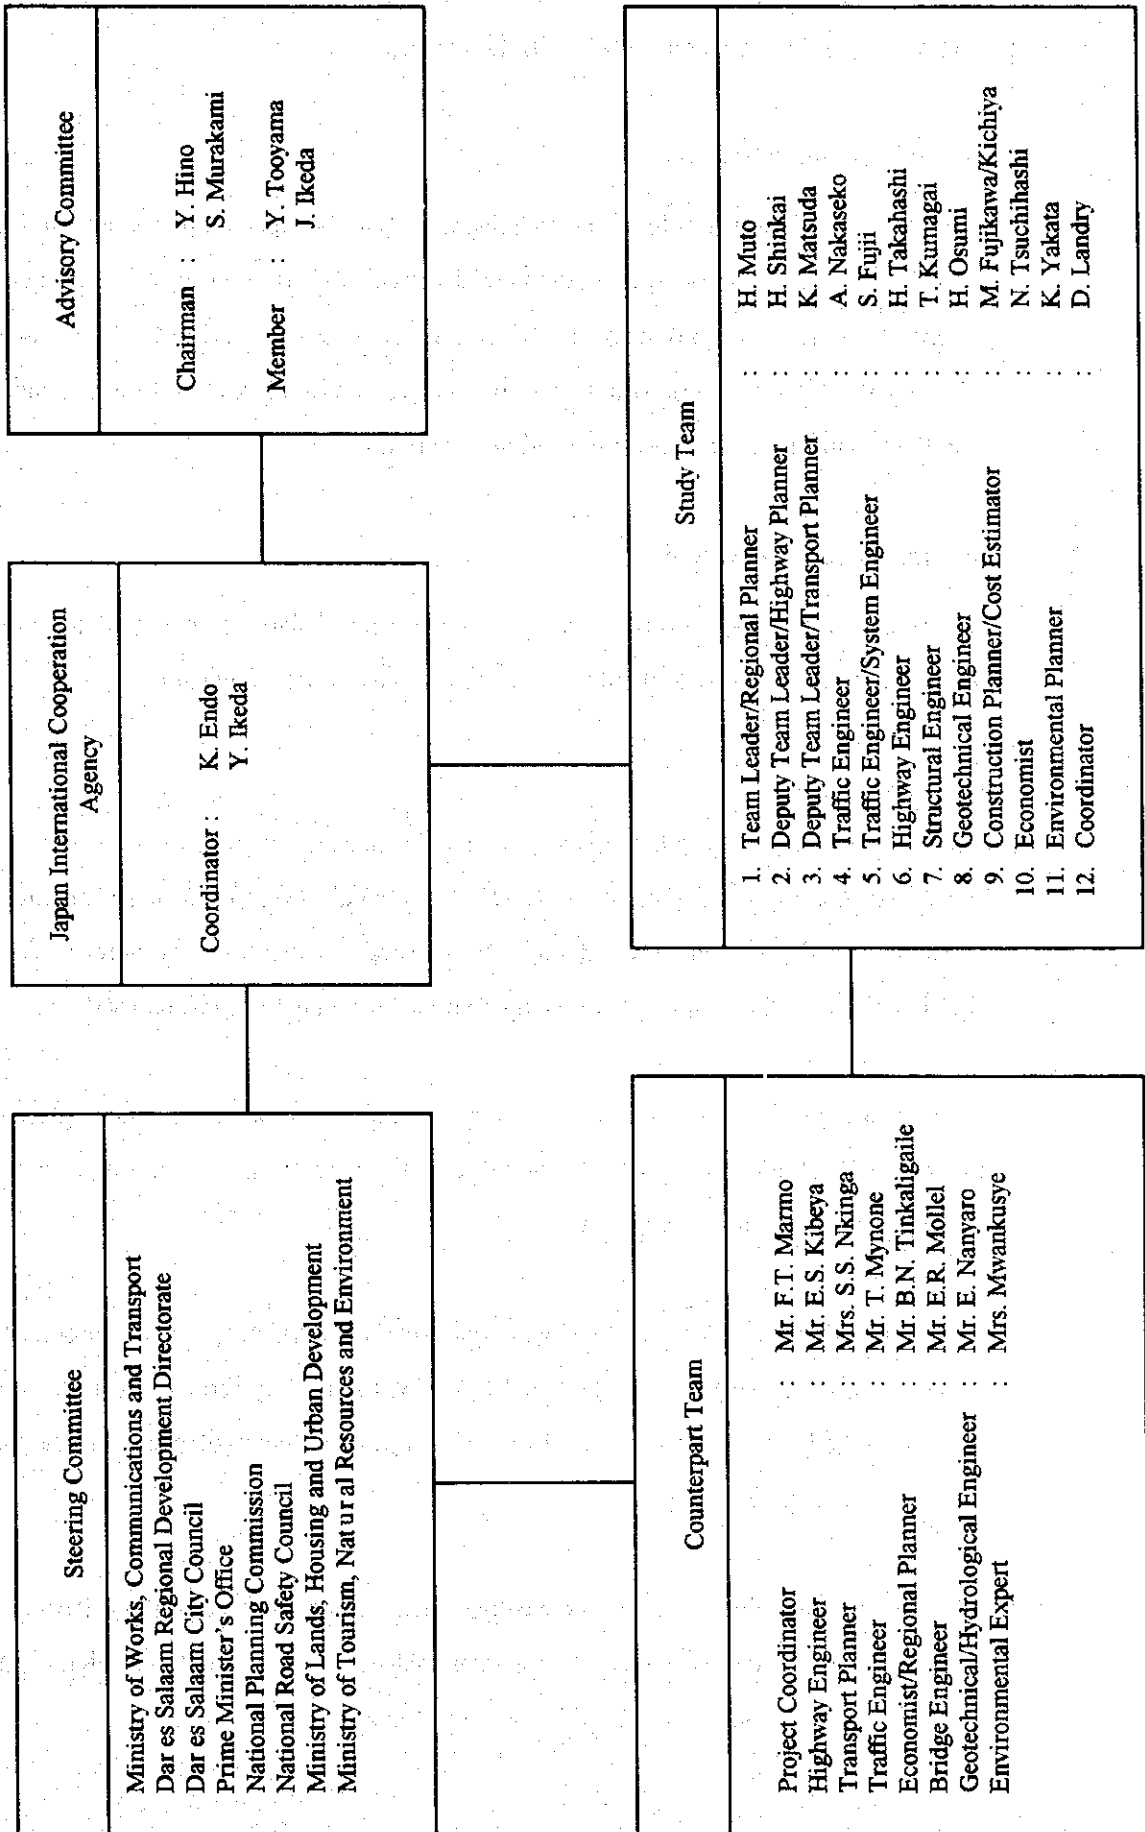 Steering Committee
Ministry of Works, Communications and Transport
Dar es Salaam Regional Development Directorate
Dar es Salaam City Council
Prime Minister's Office
National Planning Commission
National Road Safety Council
Ministry of Lands, Housing and Urban Development
Ministry of Tourism, Natural Resources and Environment
Japan International Cooperation
Agency
Coordinator : K. Endo
Y. Ikeda
Advisory Committee
Chairman : Y. Hino
S. Murakami
Member : Y. Tooyama
J. Ikeda
Counterpart Team
Project Coordinator : Mr. F.T. Marmo
Highway Engineer : Mr. E.S. Kibeya
Transport Planner : Mrs. S.S. Nkinga
Traffic Engineer : Mr. T. Mynone
Economist/Regional Planner : Mr. B.N. Tinkaligaile
Bridge Engineer : Mr. E.R. Mollel
Geotechnical/Hydrological Engineer : Mr. E. Nanyaro
Environmental Expert : Mrs. Mwankusye
Study Team
1. Team Leader/Regional Planner : H. Muto
2. Deputy Team Leader/Highway Planner : H. Shinkai
3. Deputy Team Leader/Transport Planner : K. Matsuda
4. Traffic Engineer : A. Nakaseko
5. Traffic Engineer/System Engineer : S. Fujii
6. Highway Engineer : H. Takahashi
7. Structural Engineer : T. Kumagai
8. Geotechnical Engineer : H. Osumi
9. Construction Planner/Cost Estimator : M. Fujikawa/Kichiya
10. Economist : N. Tsuchihashi
11. Environmental Planner : K. Yakata
12. Coordinator : D. Landry